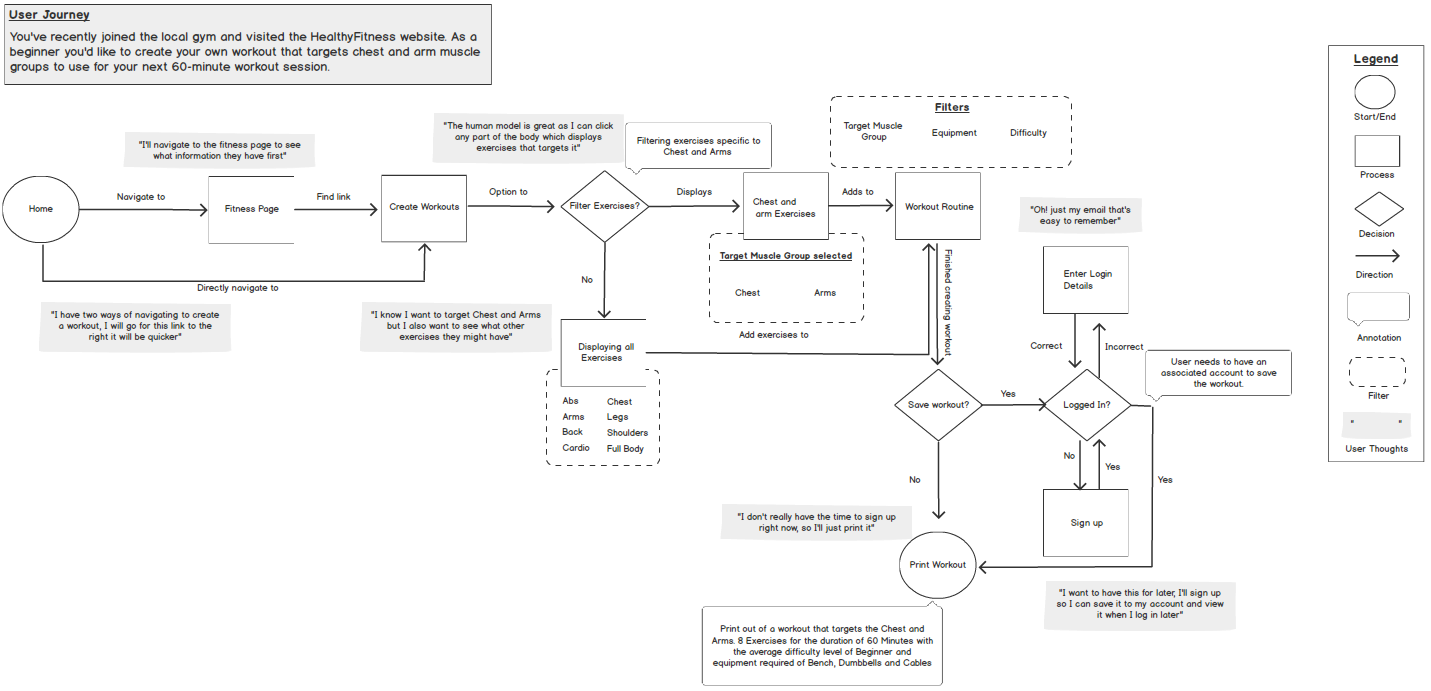 User Journey
You've recently joined the local gym and visited the HealthyFitness website. As a
beginner you'd like to create your own workout that targets chest and arm muscle
groups to use for your next 60-minute workout session.
Legend
Start/End
Process
Decision
Direction
Annotation
Filter
User Thoughts
Filters
Target Muscle
Group
Equipment
Difficulty
"The human model is great as I can click
any part of the body which displays
exercises that targets it"
Filtering exercises specific to
Chest and Arms
"I'll navigate to the fitness page to see
what information they have first"
Home
Navigate to
Fitness Page
Find link
Create Workouts
Option to
Filter Exercises?
Displays
Chest and
arm Exercises
Adds to
Workout Routine
"Oh! just my email that's
easy to remember"
Directly navigate to
No
Target Muscle Group selected
Chest
Arms
Finished creating workout
Enter Login
Details
"I have two ways of navigating to create
a workout, I will go for this link to the
right it will be quicker"
"I know I want to target Chest and Arms
but I also want to see what other
exercises they might have"
Displaying all
Exercises
Add exercises to
Correct
Incorrect
User needs to have an
associated account to save
the workout.
Abs
Chest
Arms
Legs
Back
Shoulders
Cardio
Full Body
Save workout?
Yes
Logged In?
No
No
Yes
Yes
"I don't really have the time to sign up
right now, so I'll just print it"
Sign up
Print Workout
"I want to have this for later, I'll sign up
so I can save it to my account and view
it when I log in later"
Print out of a workout that targets the Chest and
Arms. 8 Exercises for the duration of 60 Minutes with
the average difficulty level of Beginner and
equipment required of Bench, Dumbbells and Cables